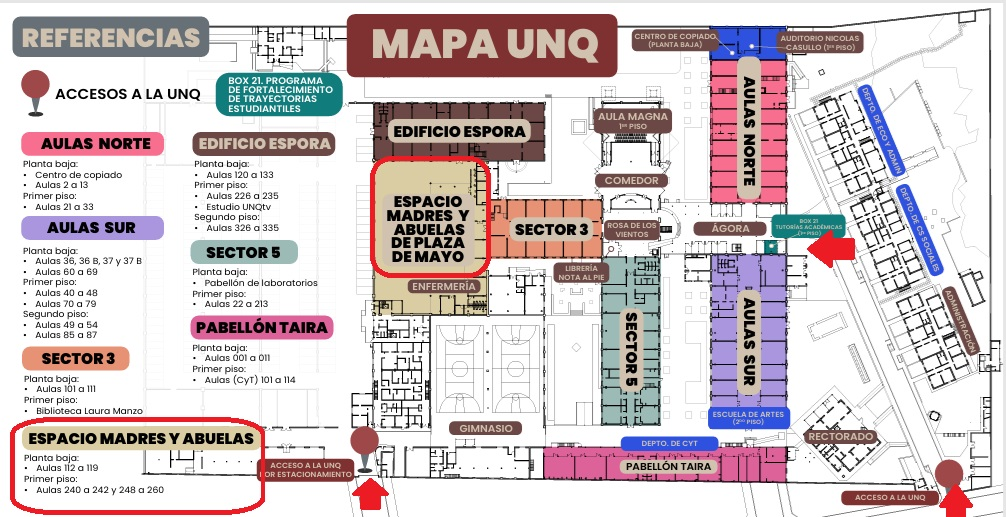 REFERENCIAS
ACCESOS A LA UNQ
BOX 21. PROGRAMA
DE FORTALECIMIENTO
DE TRAYECTORIAS
ESTUDIANTILES
AULAS NORTE
Planta baja:
• Centro de copiado
• Aulas 2 a 13
Primer piso:
• Aulas 21 a 33
AULAS SUR
• Aulas 36, 36 B, 37 y 37 B
• Aulas 60 a 69
Primer piso:
• Aulas 40 a 48
• Aulas 70 a 79
Segundo piso:
• Aulas 49 a 54
• Aulas 85 a 87
SECTOR 3
Planta baja:
• Aulas 101 a 111
Primer piso:
• Biblioteca Laura Manzo
ESPACIO MADRES Y ABUELAS
Planta baja:
• Aulas 112 a 119
Primer piso:
• Aulas 240 a 242 y 248 a 260
EDIFICIO ESPORA
Planta baja:
• Aulas 120 a 133
Primer piso:
• Aulas 226 a 235
• Estudio UNQtv
Segundo piso:
• Aulas 326 a 335
SECTOR 5
Planta baja:
• Pabellón de laboratorios
Primer piso:
• Aulas 22 a 213
PABELLÓN TAIRA
Planta baja:
• Aulas 001 a 011
Primer piso:
• Aulas (CyT) 101 a 114
MAPA UNQ
CENTRO DE COPIADO
(PLANTA BAJA)
AUDITORIO NICOLAS
CASULLO (1er PISO)
EDIFICIO ESPORA
AULA MAGNA
1er PISO
AULAS NORTE
DEPTO. DE ECO Y ADMIN
COMEDOR
ESPACIO
MADRES Y
ABUELAS
DE PLAZA
DE MAYO
SECTOR 3
ROSA DE LOS
VIENTOS
ÁGORA
BOX 21
TUTORÍAS ACADÉMICAS
(1er PISO)
DEPTO. DE CS SOCIALES
LIBRERÍA
NOTA AL PIE
ENFERMERÍA
SECTOR 5
AULAS SUR
ADMINISTRACIÓN
ESCUELA DE ARTES
(2do PISO)
GIMNASIO
DEPTO. DE CYT
RECTORADO
PABELLÓN TAIRA
ACCESO A LA UNQ
POR ESTACIONAMIENTO
ACCESO A LA UNQ